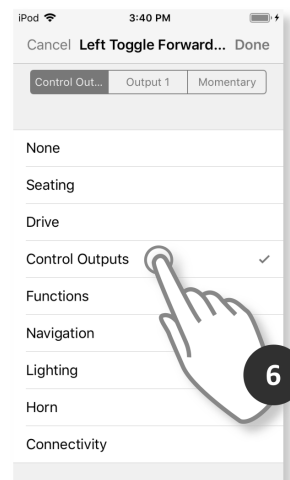 iPod 3:40 PM
Cancel Left Toggle Forward... Done
Control Out... Output 1 Momentary
None
Seating
Drive
Control Outputs
Functions
Navigation
Lighting
6
Horn
Connectivity